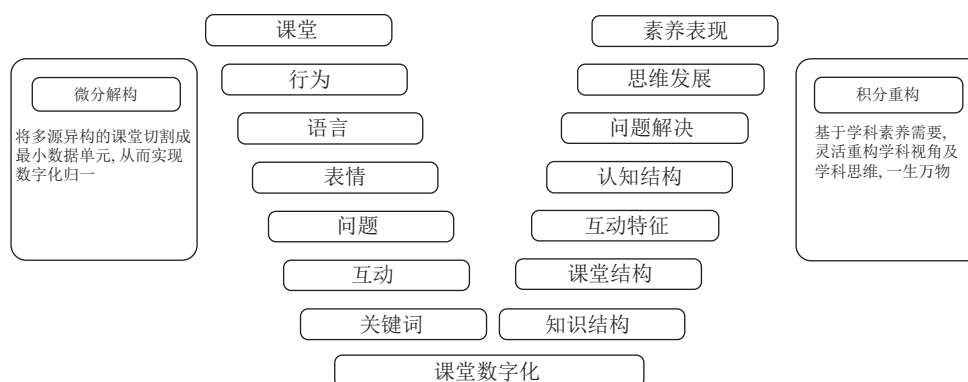 课堂
素养表现
微分解构
将多源异构的课堂切割成
最小数据单元, 从而实现
数字化归一
行为
思维发展
积分重构
基于学科素养需要,
灵活重构学科视角及
学科思维, 一生万物
语言
问题解决
表情
认知结构
问题
互动特征
互动
课堂结构
关键词
知识结构
课堂数字化